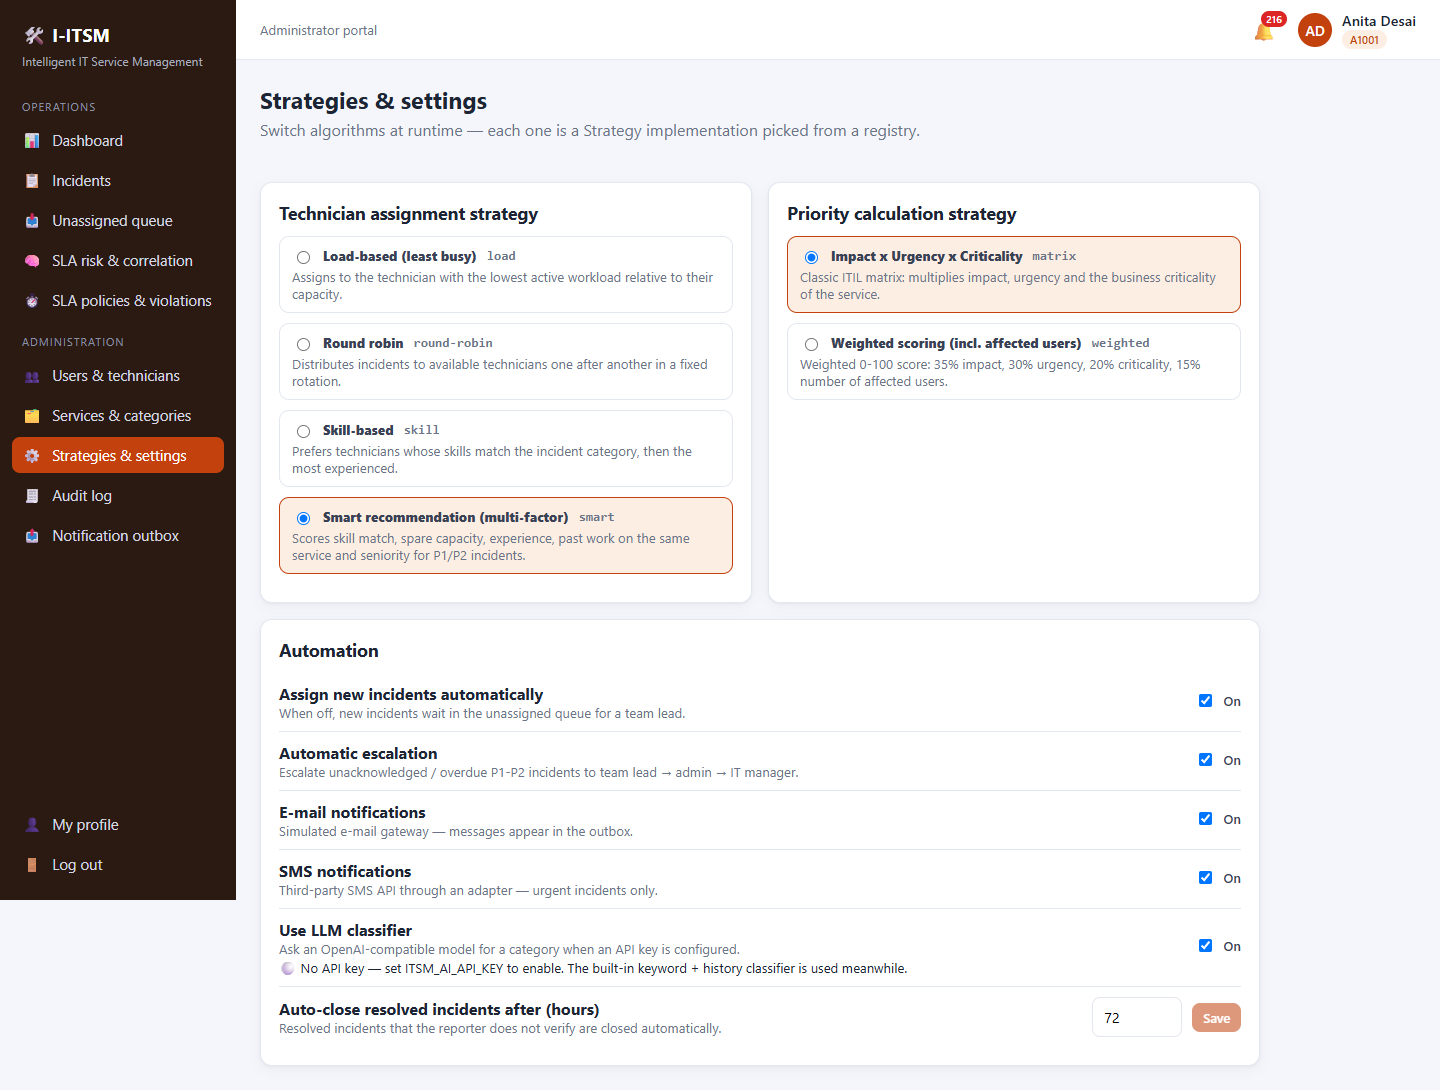 I-ITSM
Intelligent IT Service Management
OPERATIONS
Dashboard
Incidents
Unassigned queue
SLA risk & correlation
SLA policies & violations
ADMINISTRATION
Users & technicians
Services & categories
Strategies & settings
Audit log
Notification outbox
My profile
Log out
Administrator portal
216
AD
Anita Desai
A1001
Strategies & settings
Switch algorithms at runtime — each one is a Strategy implementation picked from a registry.
Technician assignment strategy
Load-based (least busy) load
Assigns to the technician with the lowest active workload relative to their
capacity.
Round robin round-robin
Distributes incidents to available technicians one after another in a fixed
rotation.
Skill-based skill
Prefers technicians whose skills match the incident category, then the
most experienced.
Smart recommendation (multi-factor) smart
Scores skill match, spare capacity, experience, past work on the same
service and seniority for P1/P2 incidents.
Priority calculation strategy
Impact x Urgency x Criticality matrix
Classic ITIL matrix: multiplies impact, urgency and the business criticality
of the service.
Weighted scoring (incl. affected users) weighted
Weighted 0-100 score: 35% impact, 30% urgency, 20% criticality, 15%
number of affected users.
Automation
Assign new incidents automatically
When off, new incidents wait in the unassigned queue for a team lead.
On
Automatic escalation
Escalate unacknowledged / overdue P1-P2 incidents to team lead → admin → IT manager.
On
E-mail notifications
Simulated e-mail gateway — messages appear in the outbox.
On
SMS notifications
Third-party SMS API through an adapter — urgent incidents only.
On
Use LLM classifier
Ask an OpenAI-compatible model for a category when an API key is configured.
No API key — set ITSM_AI_API_KEY to enable. The built-in keyword + history classifier is used meanwhile.
On
Auto-close resolved incidents after (hours)
Resolved incidents that the reporter does not verify are closed automatically.
72
Save